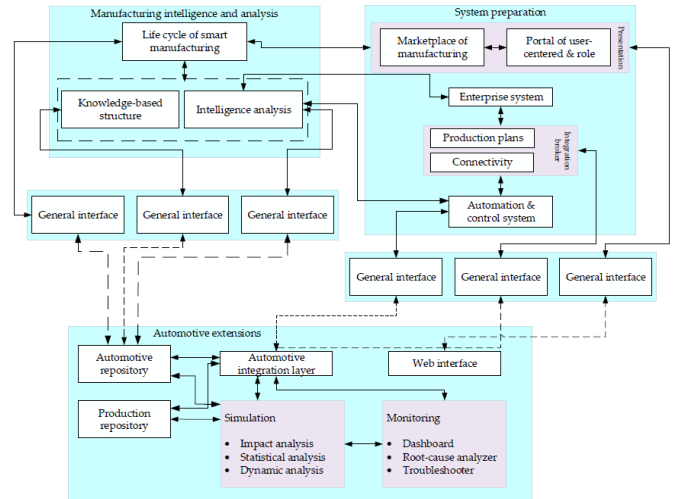 Manufacturing intelligence and analysis
Life cycle of smart
manufacturing
Knowledge-based
structure
Intelligence analysis
System preparation
Marketplace of
manufacturing
Portal of user-
centered & role
Presentation
Enterprise system
Production plans
Connectivity
Integration
broker
Automation &
control system
General interface
General interface
General interface
General interface
General interface
General interface
Automotive extensions
Automotive
repository
Automotive
integration layer
Web interface
Production
repository
Simulation
• Impact analysis
• Statistical analysis
• Dynamic analysis
Monitoring
• Dashboard
• Root-cause analyzer
• Troubleshooter